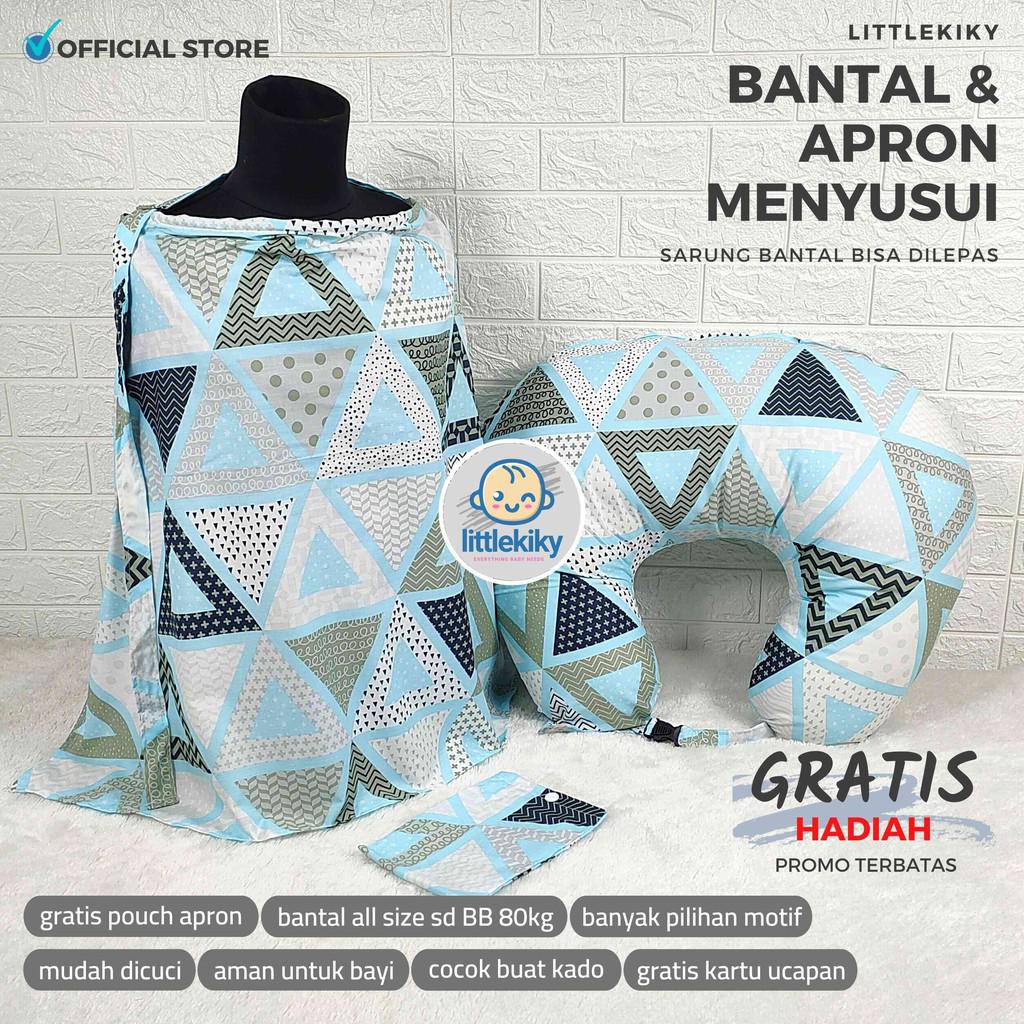 OFFICIAL STORE
LITTLEKIKY
BANTAL &
APRON
MENYUSUI
SARUNG BANTAL BISA DILEPAS
littlekiky
EVERYTHING BABY NEEDS
GRATIS
HADIAH
PROMO TERBATAS
gratis pouch apron
bantal all size sd BB 80kg
banyak pilihan motif
mudah dicuci
aman untuk bayi
cocok buat kado
gratis kartu ucapan